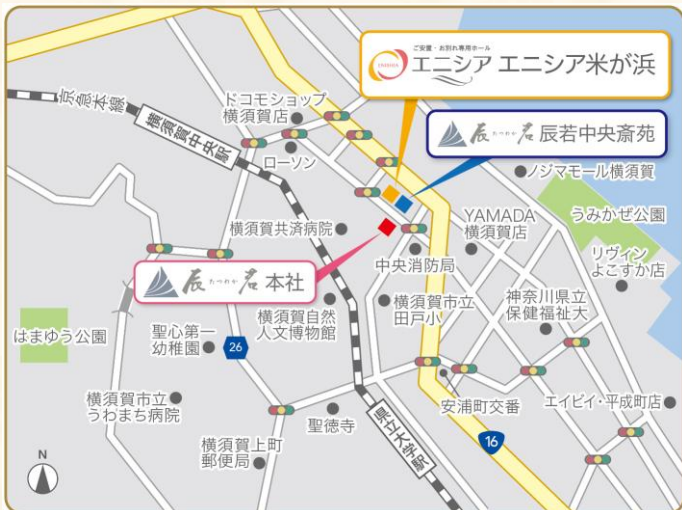 ご安置・お別れ専用ホール
エニシア エニシア米が浜
京急本線
ドコモショップ
横須賀店
横須賀中央駅
ローソン
辰若 たつわか 辰若中央斎苑
ノジマモール横須賀
横須賀共済病院
YAMADA
横須賀店
うみかぜ公園
中央消防局
リヴィン
よこすか店
辰若 たつわか 本社
横須賀自然
人文博物館
横須賀市立
田戸小
神奈川県立
保健福祉大
はまゆう公園
聖心第一
幼稚園
26
横須賀市立
うわまち病院
聖徳寺
安浦町交番
エイビイ・平成町店
県立大学駅
横須賀上町
郵便局
16
N